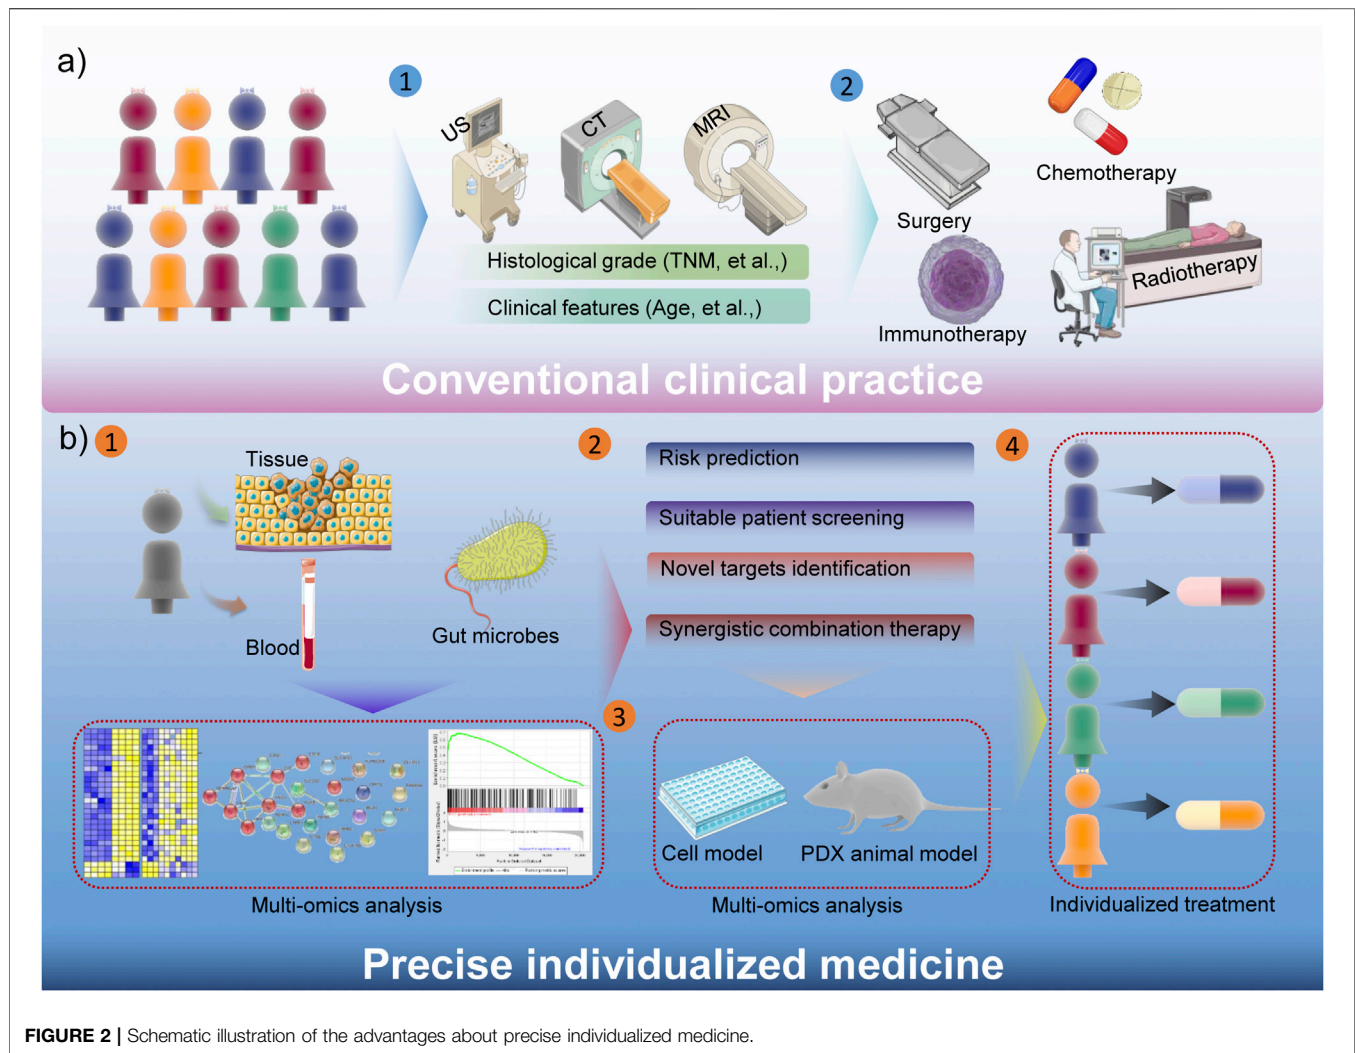 a)
1
US
CT
MRI
Histological grade (TNM, et al.,)
Clinical features (Age, et al.,)
2
Surgery
Chemotherapy
Immunotherapy
Radiotherapy
Conventional clinical practice
b)
1
Tissue
Blood
Gut microbes
2
Risk prediction
Suitable patient screening
Novel targets identification
Synergistic combination therapy
3
Multi-omics analysis
Cell model
PDX animal model
Multi-omics analysis
4
Individualized treatment
Precise individualized medicine
FIGURE 2 | Schematic illustration of the advantages about precise individualized medicine.